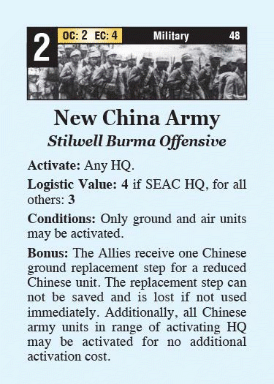 2 OC: 2 EC: 4 Military 48
New China Army
Stilwell Burma Offensive
Activate: Any HQ.
Logistic Value: 4 if SEAC HQ, for all
others: 3
Conditions: Only ground and air units
may be activated.
Bonus: The Allies receive one Chinese
ground replacement step for a reduced
Chinese unit. The replacement step can
not be saved and is lost if not used
immediately. Additionally, all Chinese
army units in range of activating HQ
may be activated for no additional
activation cost.